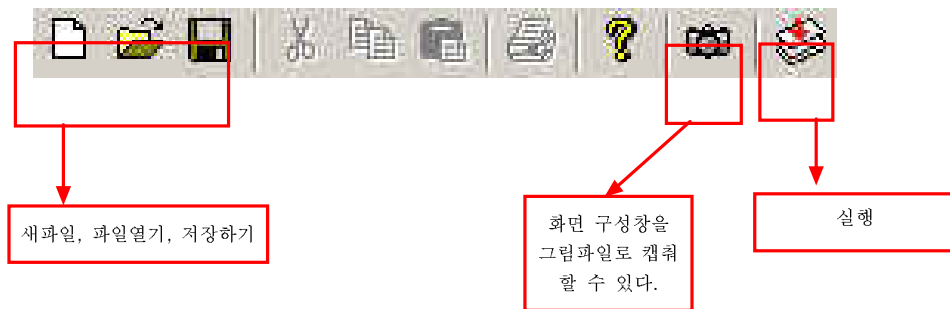 새파일, 파일열기, 저장하기
화면 구성창을
그림파일로 캡춰
할 수 있다.
실행